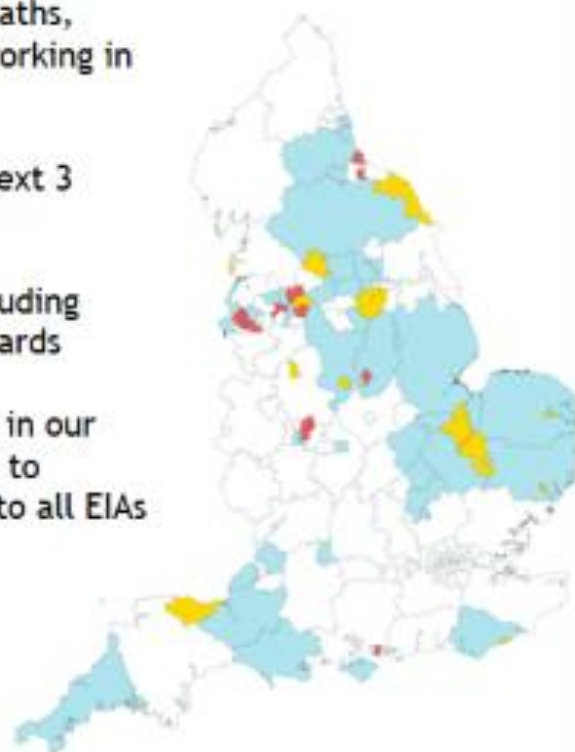 aths,
orking in
ext 3
uding
ards
in our
to
to all EIAs